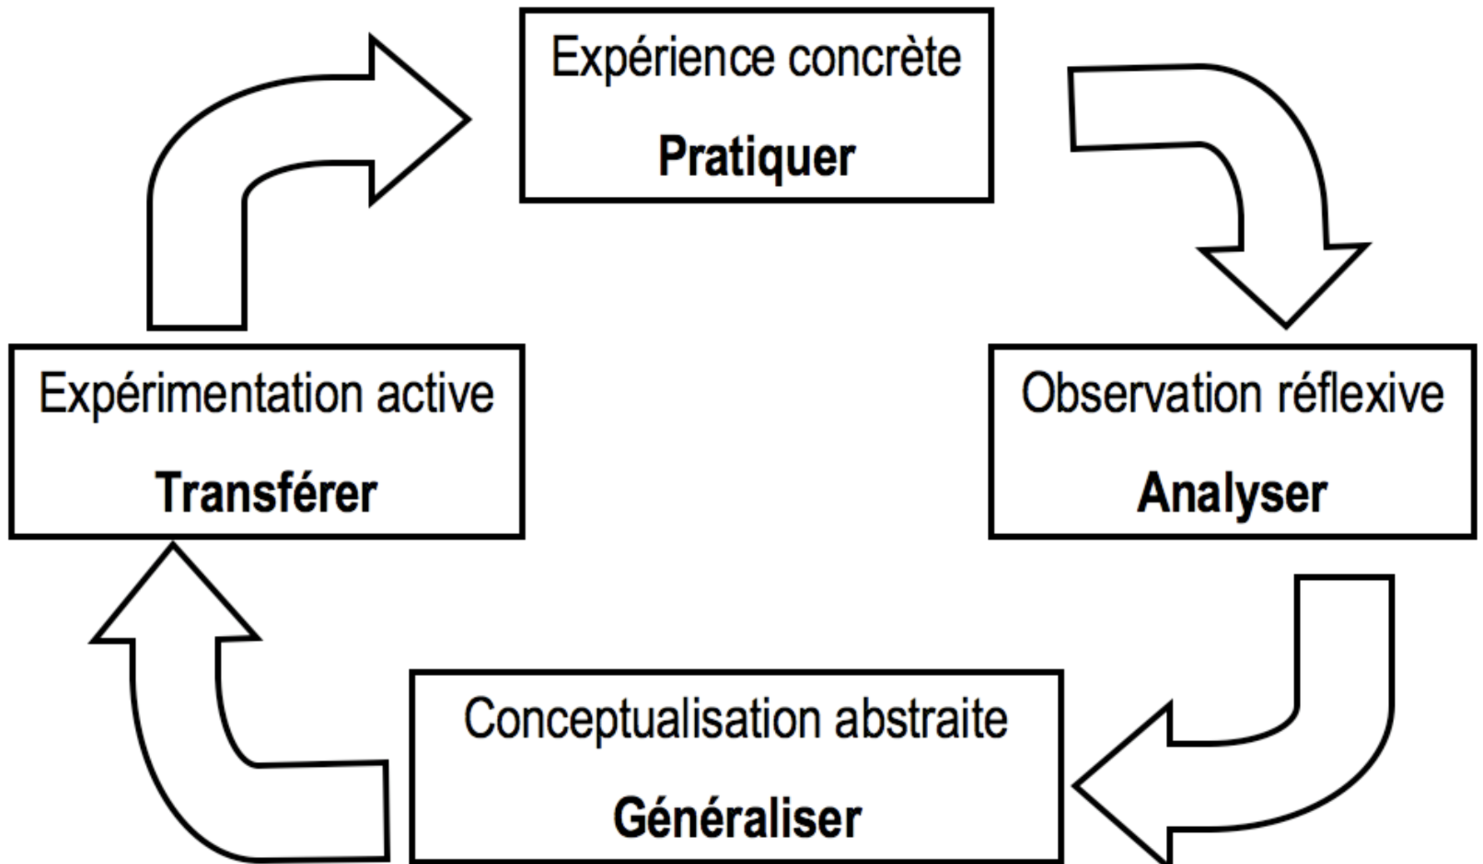 Expérience concrète
Pratiquer
Expérimentation active
Transférer
Observation réflexive
Analyser
Conceptualisation abstraite
Généraliser